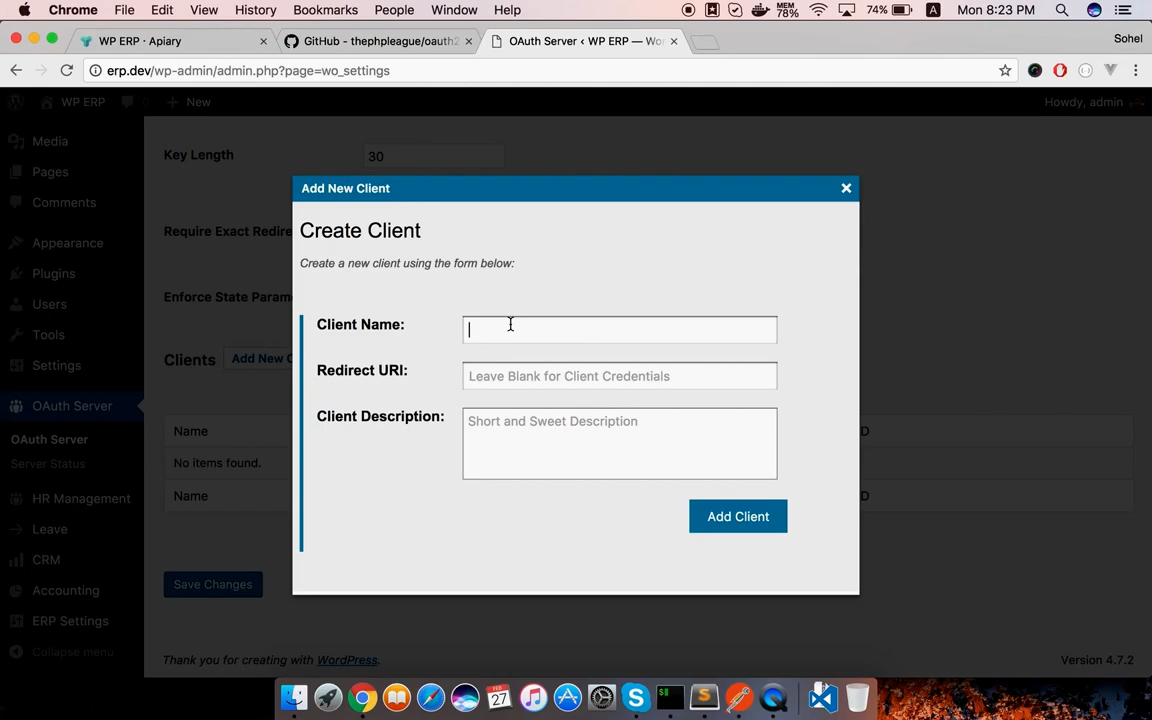 Chrome File Edit View History Bookmarks People Window Help MEM 78% 74% A Mon 8:23 PM
WP ERP · Apiary
GitHub - thephpleague/oauth2
OAuth Server ‹ WP ERP — Wor
Sohel
erp.dev/wp-admin/admin.php?page=wo_settings
WP ERP
New
Howdy, admin
Media
Pages
Comments
Appearance
Plugins
Users
Tools
Settings
OAuth Server
OAuth Server
Server Status
HR Management
Leave
CRM
Accounting
ERP Settings
Collapse menu
Key Length
30
Require Exact Redire
Enforce State Param
Clients
Add New C
Name
D
No items found.
Name
D
Save Changes
Add New Client
Create Client
Create a new client using the form below:
Client Name:
Redirect URI:
Leave Blank for Client Credentials
Client Description:
Short and Sweet Description
Add Client
Thank you for creating with WordPress.
Version 4.7.2
FEB
27
$
S